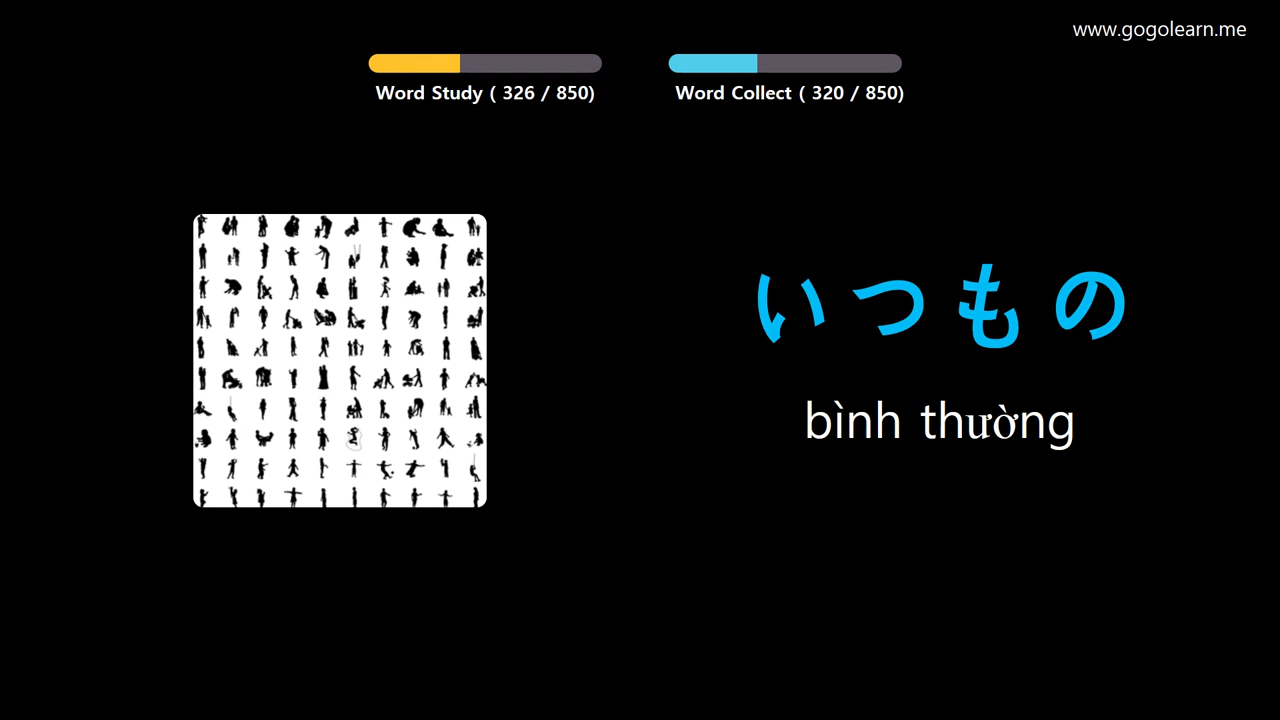 www.gogolearn.me
Word Study ( 326 / 850)
Word Collect ( 320 / 850)
いつもの
bình thường